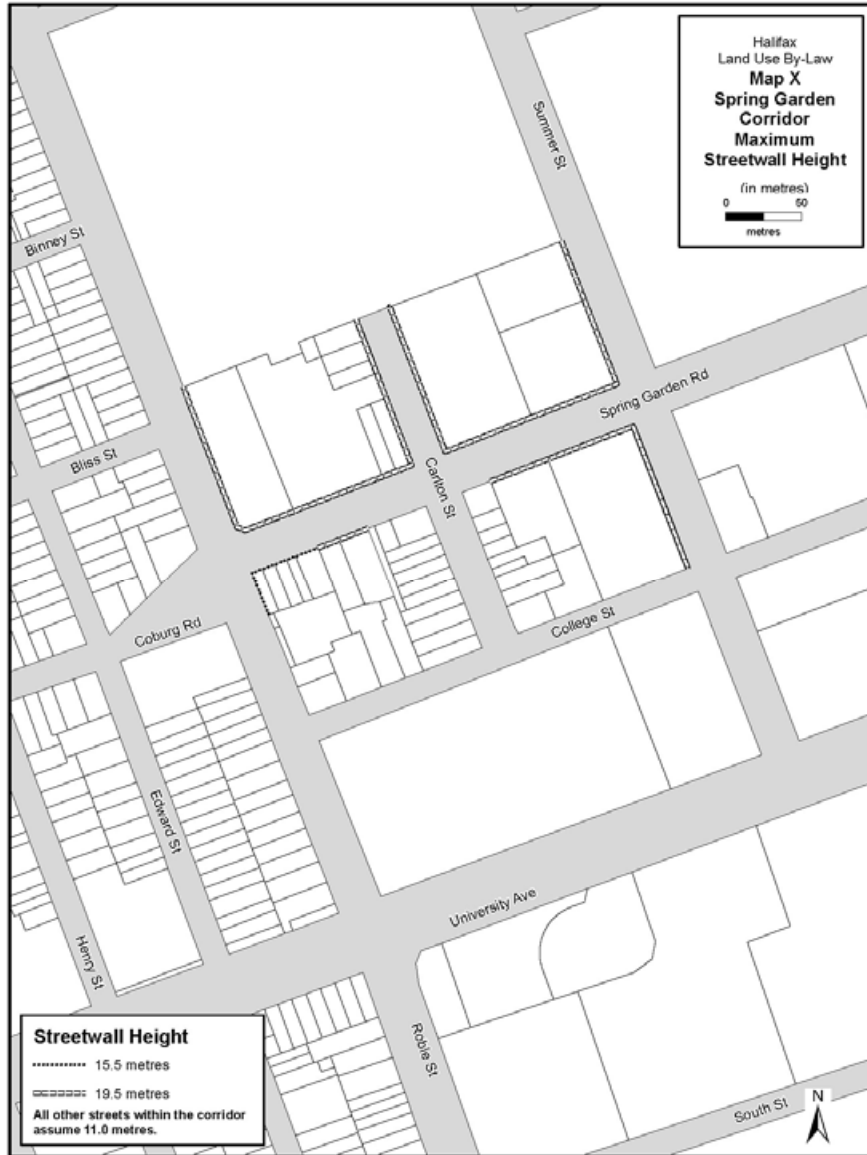 Halifax
Land Use By-Law
Map X
Spring Garden
Corridor
Maximum
Streetwall Height
(in metres)
0 50
metres
Summer St
Binney St
Spring Garden Rd
Bliss St
Carlton St
Coburg Rd
College St
Edward St
University Ave
Henry St
Robie St
South St
Streetwall Height
15.5 metres
19.5 metres
All other streets within the corridor
assume 11.0 metres.
N